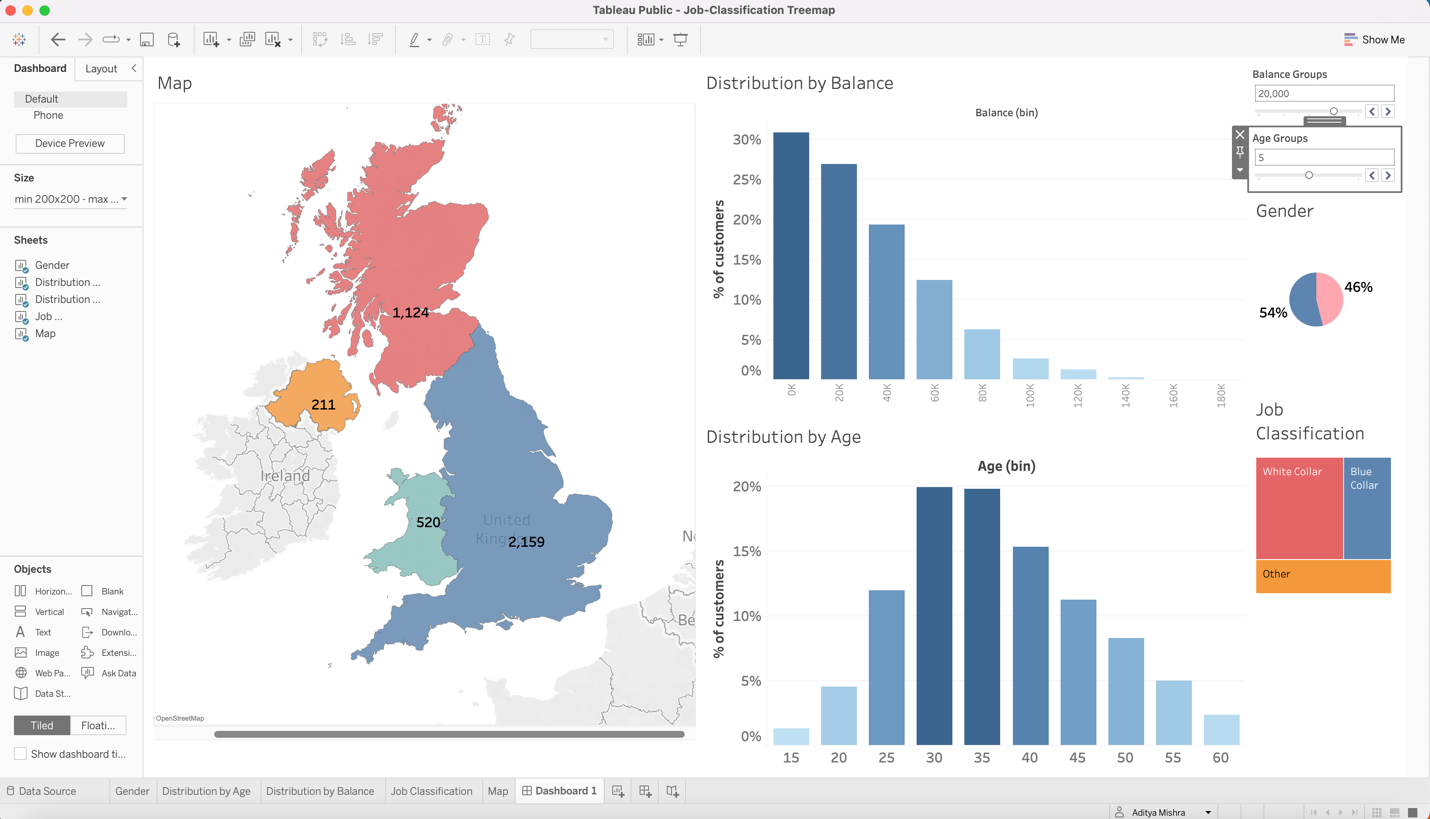 Tableau Public - Job-Classification Treemap
Show Me
Dashboard
Layout
Default
Phone
Device Preview
Size
min 200x200 - max ...
Sheets
Gender
Distribution ...
Distribution ...
Job ...
Map
Objects
Horizon...
Blank
Vertical
Navigat...
Text
Downlo...
Image
Extensi...
Web Pa...
Ask Data
Data St...
Tiled
Floati...
Show dashboard ti...
Map
1,124
211
Ireland
520
United
King
2,159
Be
OpenStreetMap
Distribution by Balance
Balance (bin)
% of customers
30%
25%
20%
15%
10%
5%
0%
0K
20K
40K
60K
80K
100K
120K
140K
160K
180K
Distribution by Age
Age (bin)
% of customers
20%
15%
10%
5%
0%
15
20
25
30
35
40
45
50
55
60
Balance Groups
20,000
Age Groups
5
Gender
46%
54%
Job
Classification
White Collar
Blue
Collar
Other
Data Source
Gender
Distribution by Age
Distribution by Balance
Job Classification
Map
Dashboard 1
Aditya Mishra